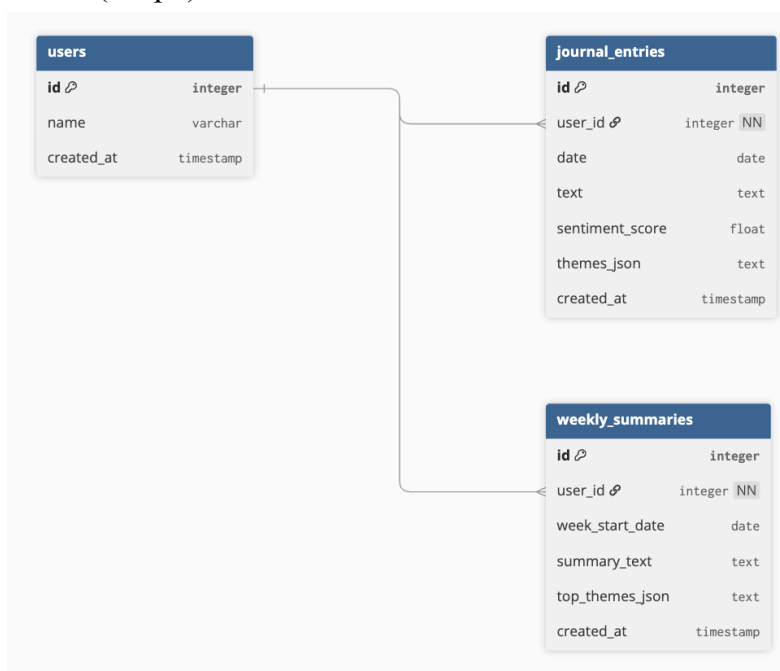 users
id integer
name varchar
created_at timestamp
journal_entries
id integer
user_id integer NN
date date
text text
sentiment_score float
themes_json text
created_at timestamp
weekly_summaries
id integer
user_id integer NN
week_start_date date
summary_text text
top_themes_json text
created_at timestamp